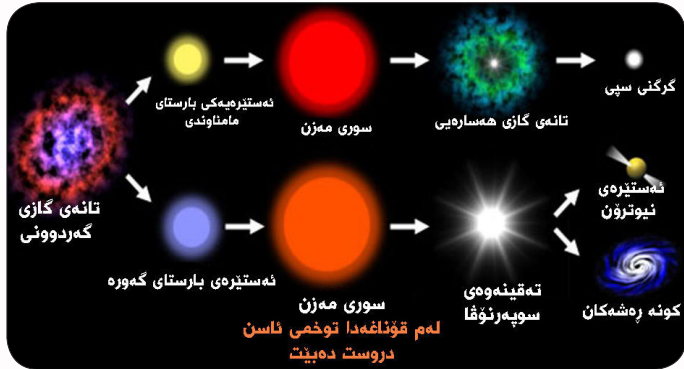 تانەی گازی
گەردوونی
ئەستێرەیەکی بارستای
مامناوندی
سوری مەزن
تانەی گازی هەسارەیی
گرگنی سپی
ئەستێرەی بارستای گەورە
سوری مەزن
لەم قۆناغەدا توخمی ئاسن
دروست دەبێت
تەقینەوەی
سوپەرنۆڤا
ئەستێرەی
نیوترۆن
کونە ڕەشەکان